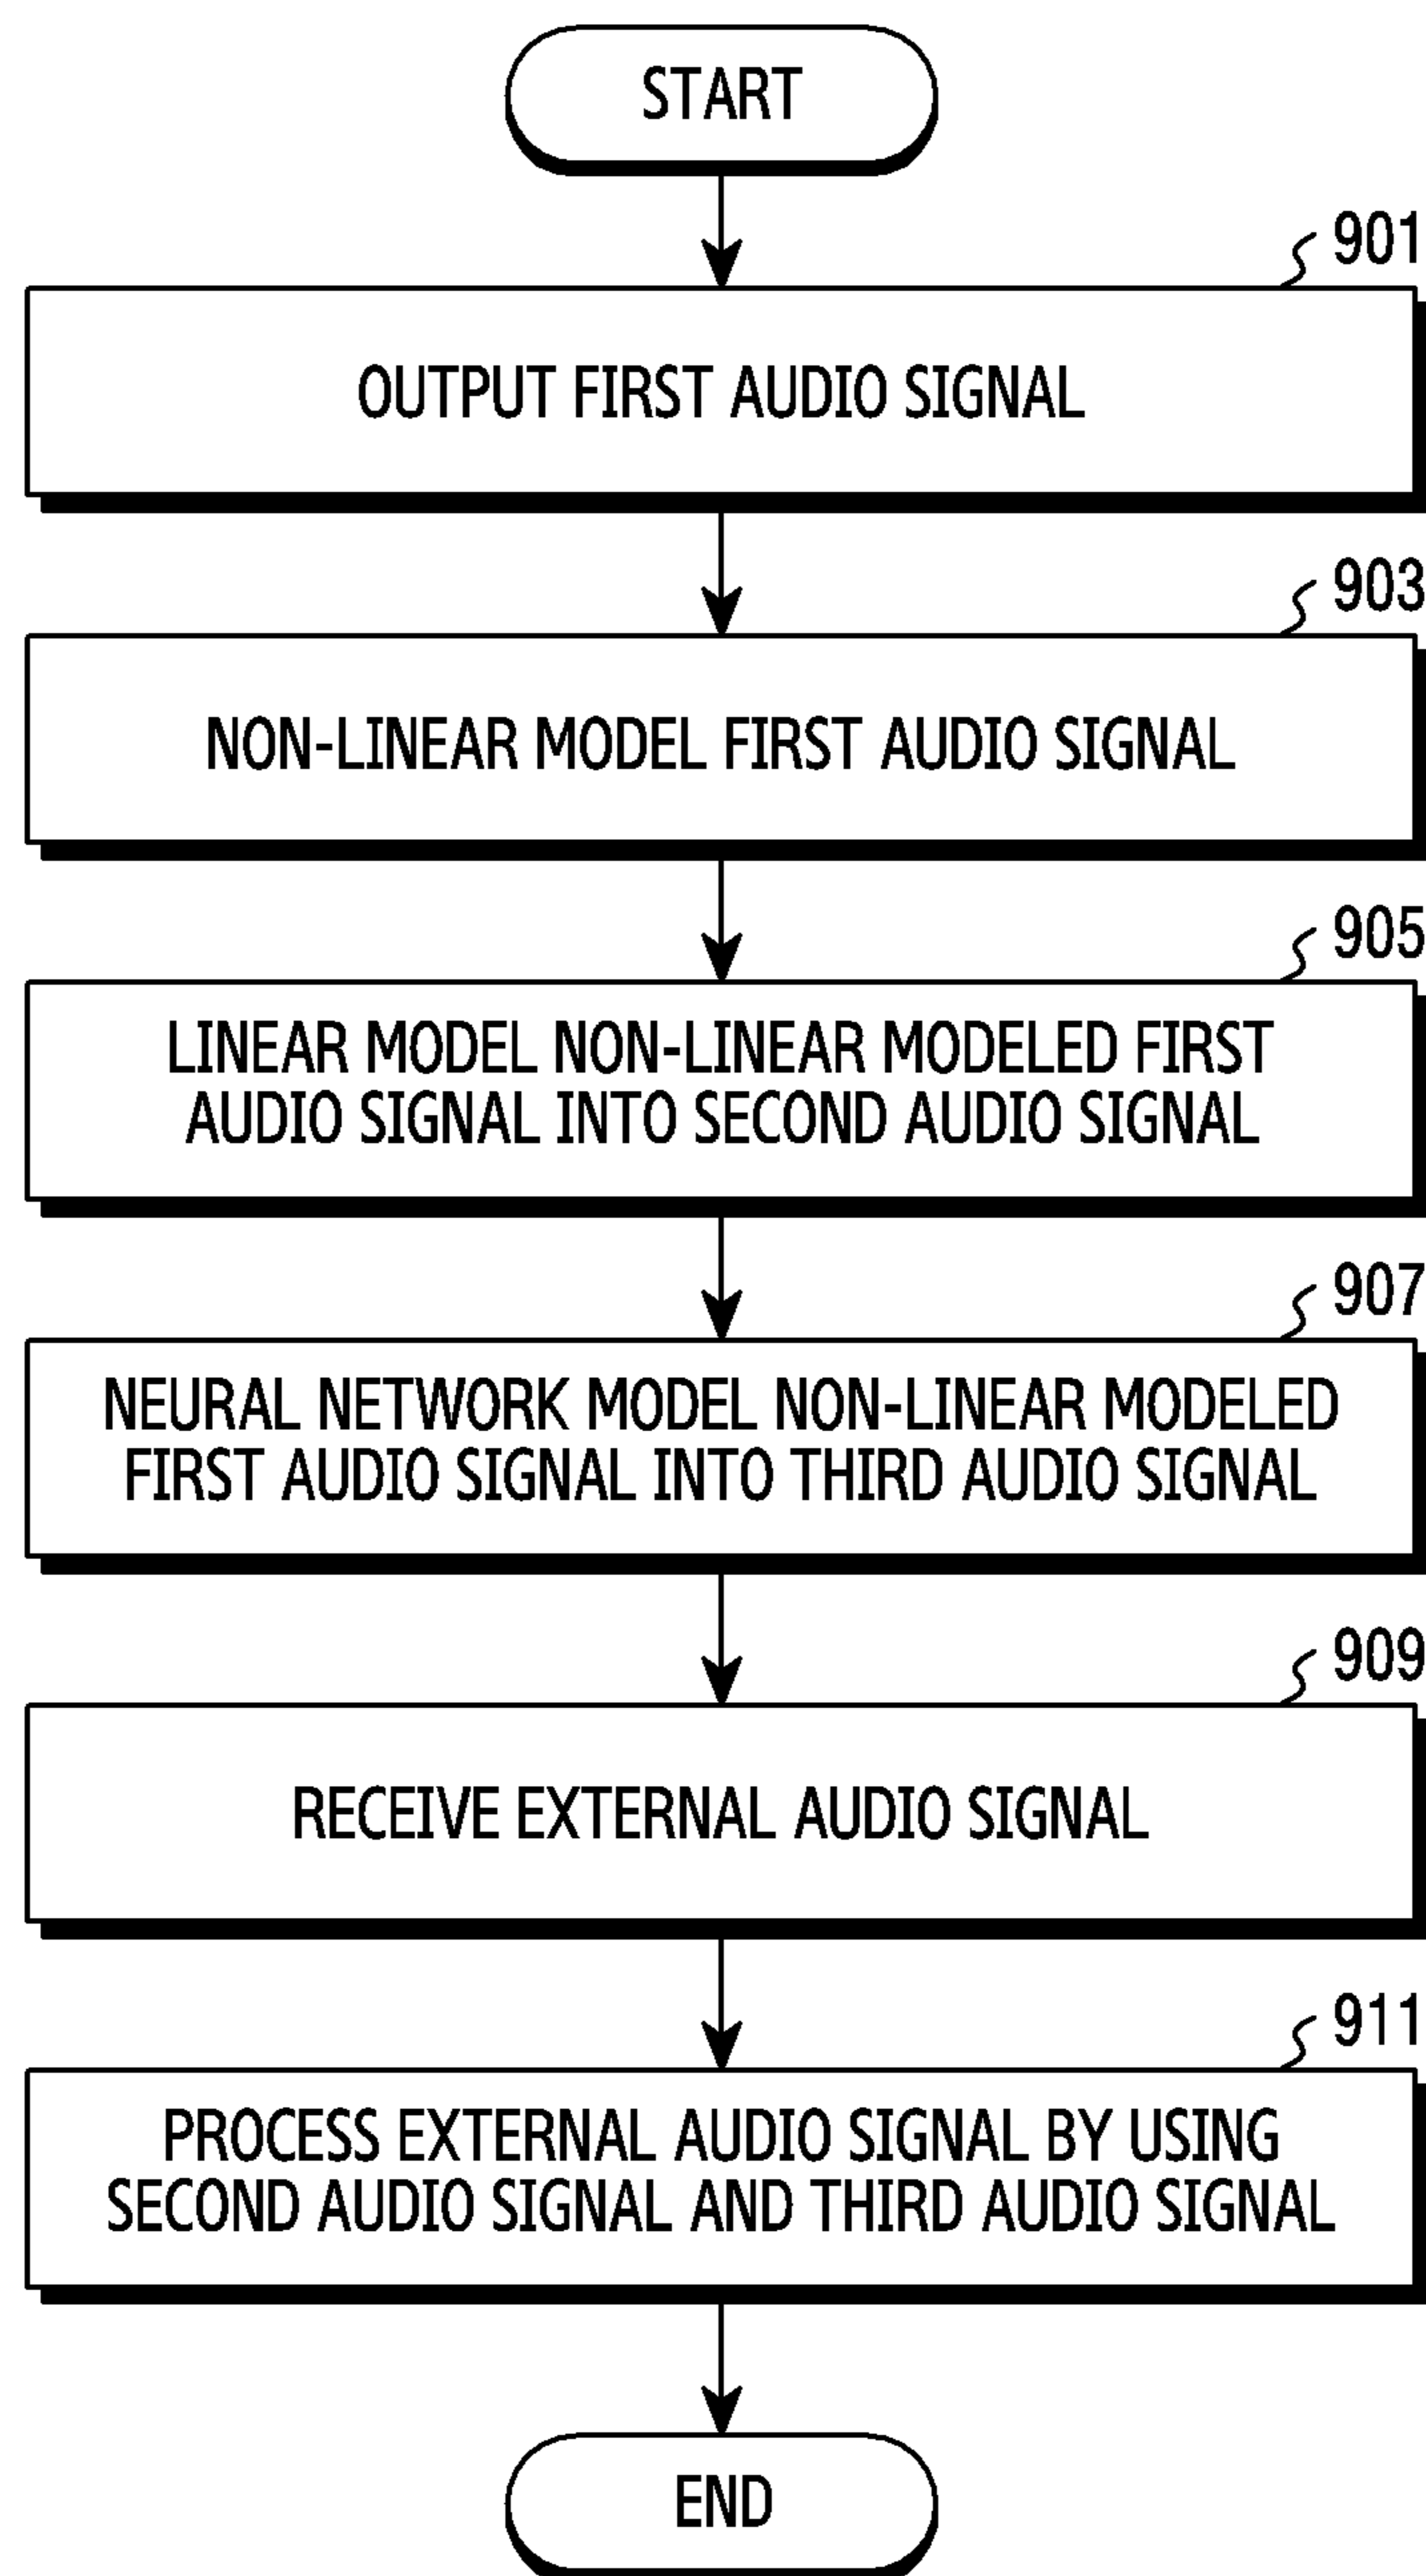 START
901
OUTPUT FIRST AUDIO SIGNAL
903
NON-LINEAR MODEL FIRST AUDIO SIGNAL
905
LINEAR MODEL NON-LINEAR MODELED FIRST
AUDIO SIGNAL INTO SECOND AUDIO SIGNAL
907
NEURAL NETWORK MODEL NON-LINEAR MODELED
FIRST AUDIO SIGNAL INTO THIRD AUDIO SIGNAL
909
RECEIVE EXTERNAL AUDIO SIGNAL
911
PROCESS EXTERNAL AUDIO SIGNAL BY USING
SECOND AUDIO SIGNAL AND THIRD AUDIO SIGNAL
END